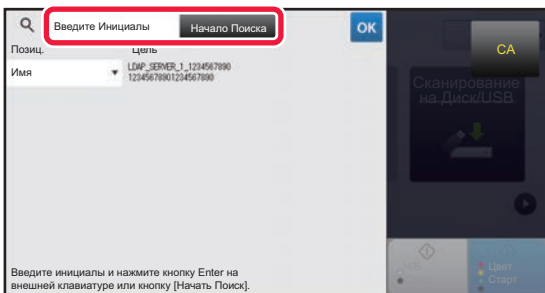 Введите Инициалы
Начало Поиска
OK
CA
Позиц.
Цель
Имя
LDAP_SERVER_1_1234567890
12345678901234567890
Сканирование
на Диск/USB
Ч/Б
Старт
Цвет
Старт
Введите инициалы и нажмите кнопку Enter на
внешней клавиатуре или кнопку [Начать Поиск].